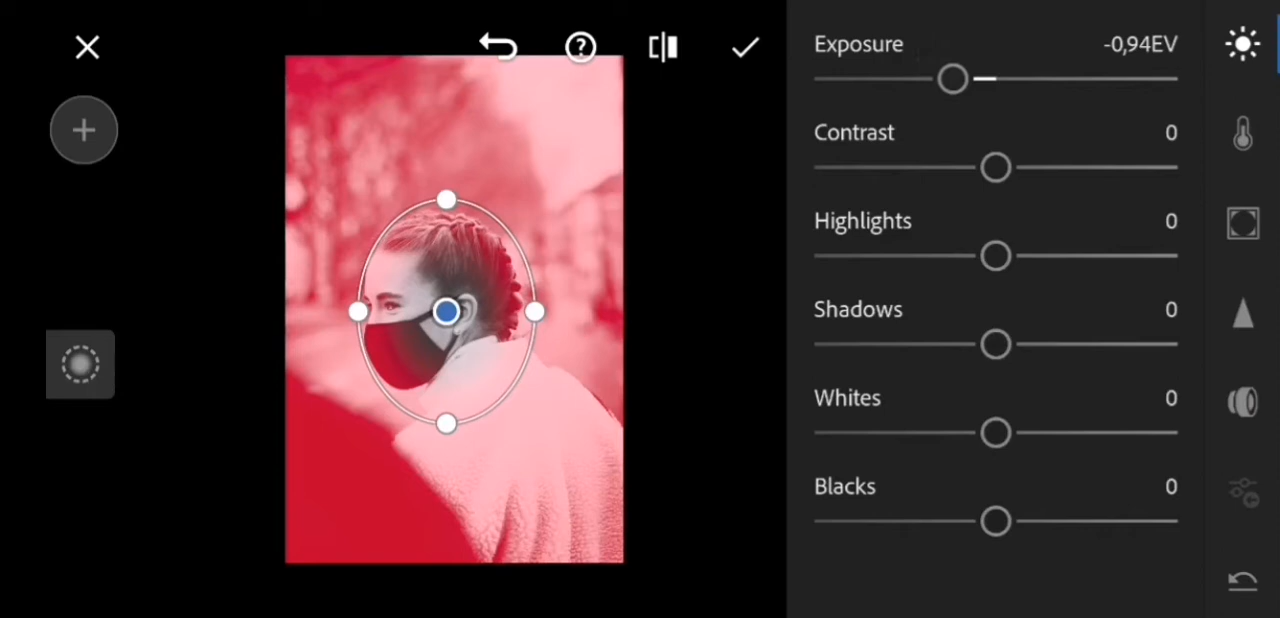 Exposure -0,94EV
Contrast 0
Highlights 0
Shadows 0
Whites 0
Blacks 0